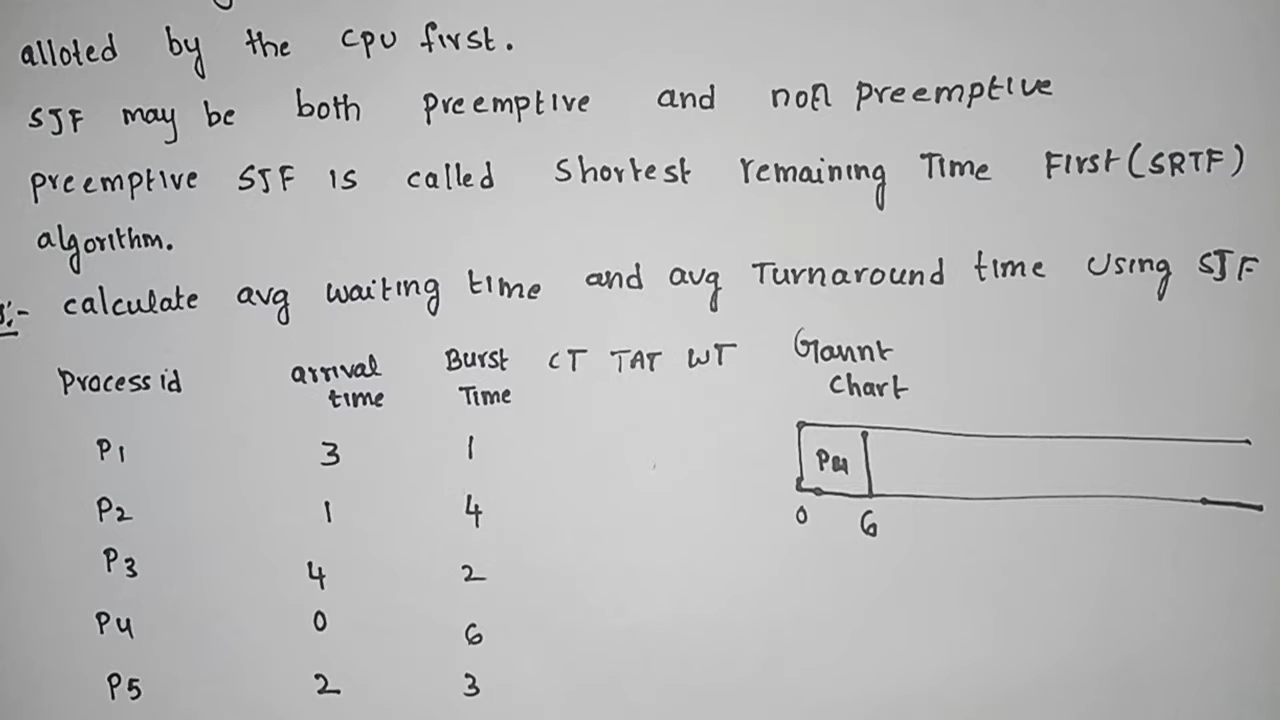 alloted by the cpu first.
SJF may be both preemptive and non preemptive
preemptive SJF is called shortest remaining Time First (SRTF)
algorithm.
:- calculate avg waiting time and avg Turnaround time using SJF
Process id arrival time Burst Time CT TAT WT Gannt chart
P1 3 1
P2 1 4
P3 4 2
P4 0 6
P5 2 3
P4
0 6